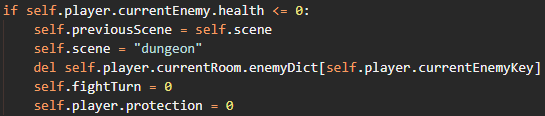 if self.player.currentEnemy.health <= 0:
    self.previousScene = self.scene
    self.scene = "dungeon"
    del self.player.currentRoom.enemyDict[self.player.currentEnemyKey]
    self.fightTurn = 0
    self.player.protection = 0